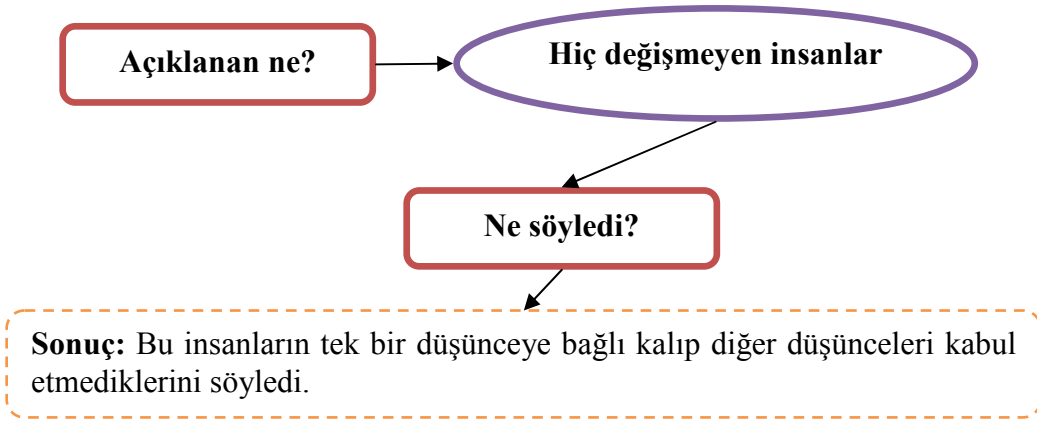 Açıklanan ne?
Hiç değişmeyen insanlar
Ne söyledi?
Sonuç: Bu insanların tek bir düşünceye bağlı kalıp diğer düşünceleri kabul
etmediklerini söyledi.